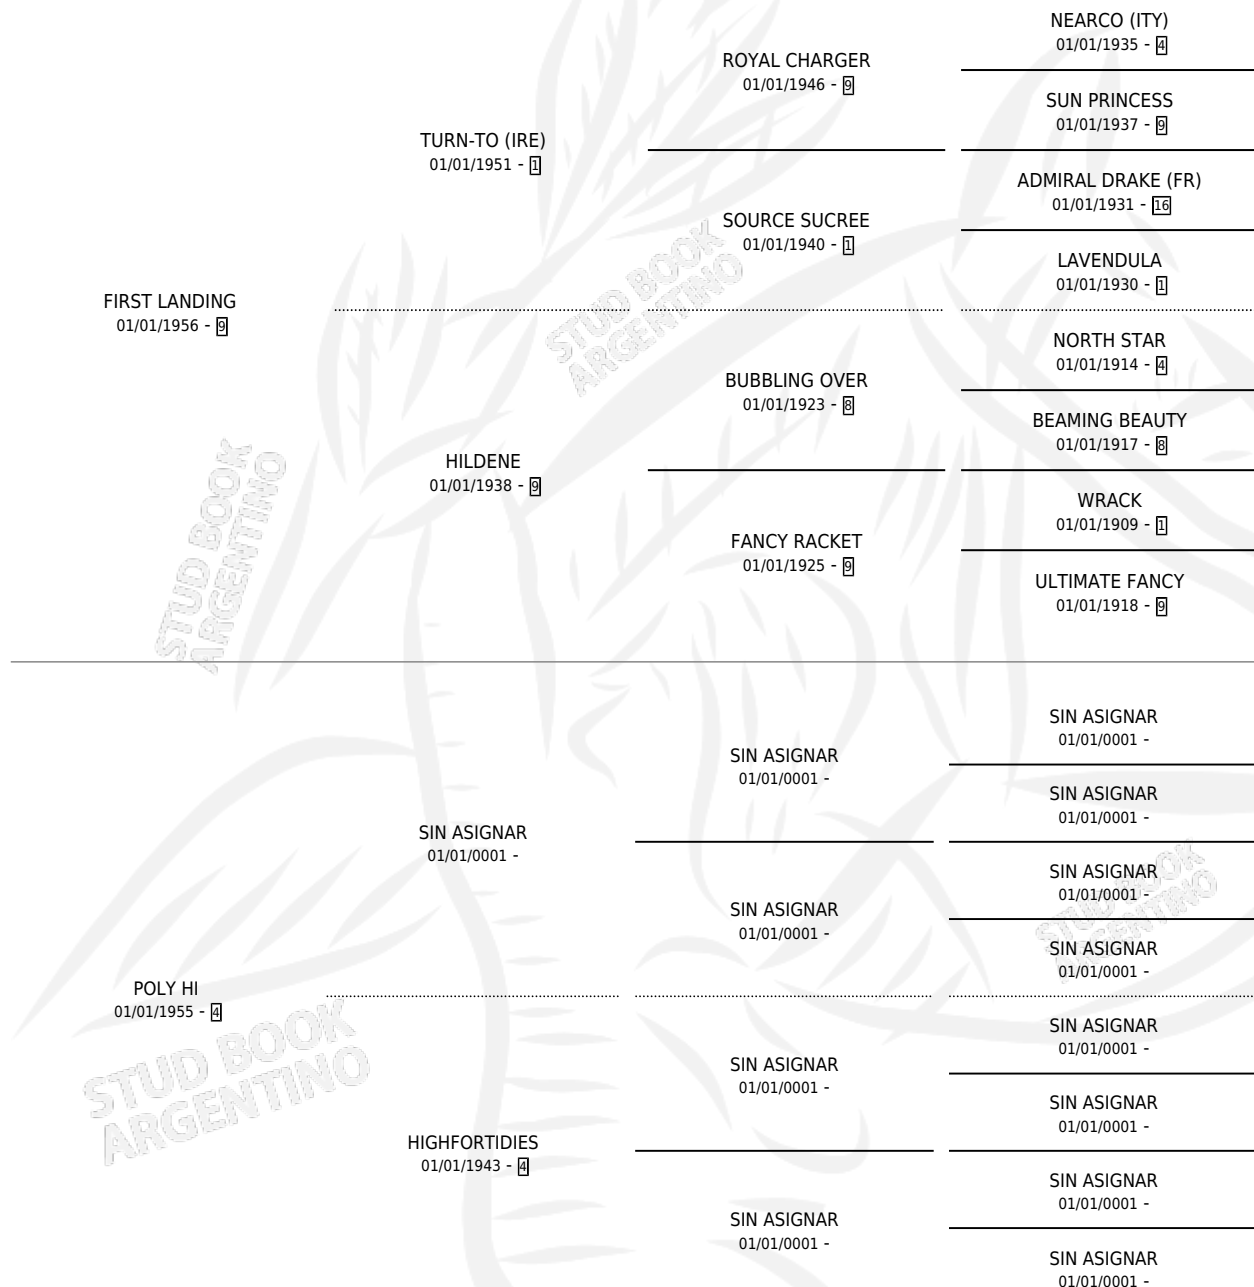 NEARCO (ITY)
01/01/1935 - 4
ROYAL CHARGER
01/01/1946 - 9
SUN PRINCESS
01/01/1937 - 9
TURN-TO (IRE)
01/01/1951 - 1
ADMIRAL DRAKE (FR)
01/01/1931 - 16
SOURCE SUCREE
01/01/1940 - 1
LAVENDULA
01/01/1930 - 1
FIRST LANDING
01/01/1956 - 9
STUD BOOK
ARGENTINO
NORTH STAR
01/01/1914 - 4
BUBBLING OVER
01/01/1923 - 8
BEAMING BEAUTY
01/01/1917 - 8
HILDENE
01/01/1938 - 9
WRACK
01/01/1909 - 1
FANCY RACKET
01/01/1925 - 9
ULTIMATE FANCY
01/01/1918 - 9
STUD BOOK
ARGENTINO
SIN ASIGNAR
01/01/0001 -
SIN ASIGNAR
01/01/0001 -
SIN ASIGNAR
01/01/0001 -
SIN ASIGNAR
01/01/0001 -
SIN ASIGNAR
01/01/0001 -
SIN ASIGNAR
01/01/0001 -
SIN ASIGNAR
01/01/0001 -
STUD BOOK
ARGENTINO
POLY HI
01/01/1955 - 4
STUD BOOK
ARGENTINO
SIN ASIGNAR
01/01/0001 -
SIN ASIGNAR
01/01/0001 -
SIN ASIGNAR
01/01/0001 -
HIGHFORTIDIES
01/01/1943 - 4
SIN ASIGNAR
01/01/0001 -
SIN ASIGNAR
01/01/0001 -
SIN ASIGNAR
01/01/0001 -